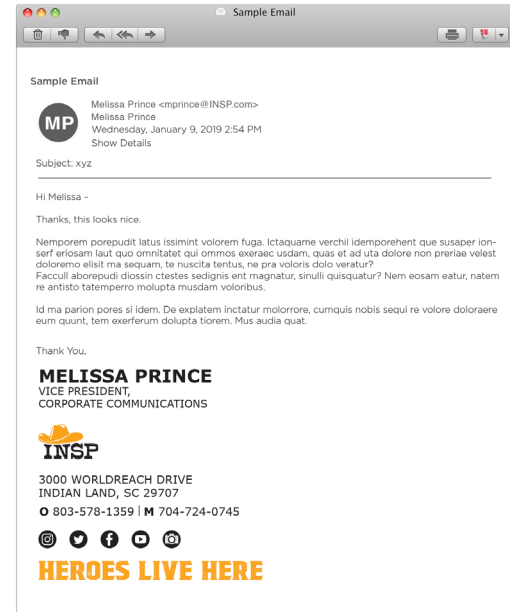 Sample Email
Sample Email
MP
Melissa Prince <mprince@INSP.com>
Melissa Prince
Wednesday, January 9, 2019 2:54 PM
Show Details
Subject: xyz
Hi Melissa –
Thanks, this looks nice.
Nemporem porepudit latus issimint volorem fuga. Ictaquame verchil idemporehent que susaper ion-
serf eriosam laut quo omnitatet qui ommos exeraec usdam, quas et ad uta dolore non preriae velest
doloremo elisit ma sequam, te nuscita tentus, ne pra voloris dolo veratur?
Faccull aborepudi diossin ctestes sedignis ent magnatur, sinulli quisquatur? Nem eosam eatur, natem
re antisto tatemperro molupta musdam voloribus.
Id ma parion pores si idem. De explatem inctatur molorrore, cumquis nobis sequi re volore doloraere
eum quunt, tem exerferum dolupta tiorem. Mus audia quat.
Thank You,
MELISSA PRINCE
VICE PRESIDENT,
CORPORATE COMMUNICATIONS
INSP
3000 WORLDREACH DRIVE
INDIAN LAND, SC 29707
O 803-578-1359 | M 704-724-0745
HEROES LIVE HERE